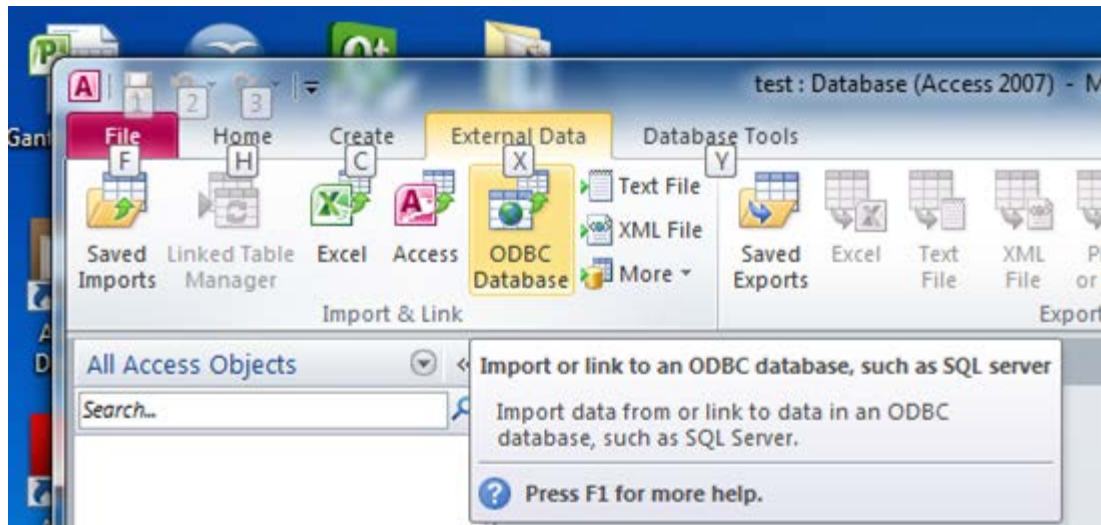 test : Database (Access 2007) - M
1 2 3
Gant
File Home Create External Data Database Tools
F H C X Y
Text File
XML File
More
Saved Imports
Linked Table Manager
Excel
Access
ODBC Database
Saved Exports
Excel
Text File
XML File
or
Import & Link
Export
All Access Objects
Search...
Import or link to an ODBC database, such as SQL server
Import data from or link to data in an ODBC
database, such as SQL Server.
Press F1 for more help.